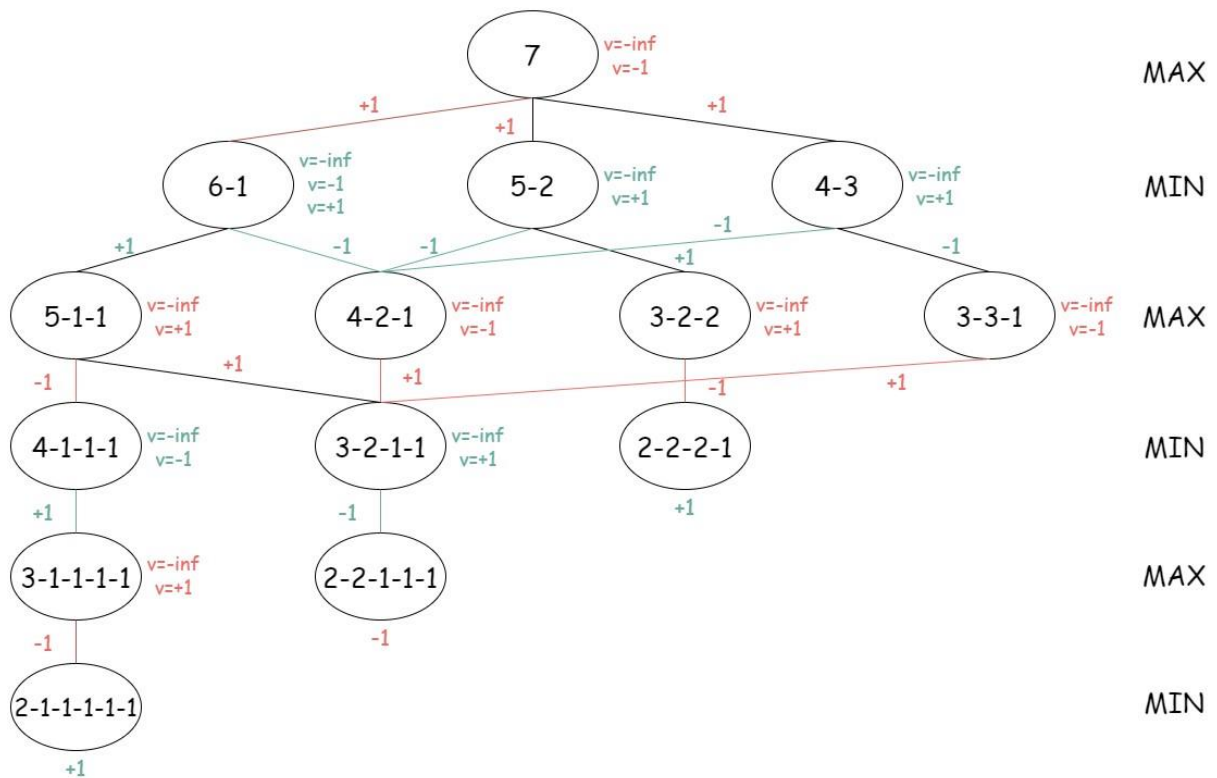 7
v=-inf
v=-1
MAX
+1
+1
+1
6-1
v=-inf
v=-1
v=+1
5-2
v=-inf
v=+1
4-3
v=-inf
v=+1
MIN
+1
-1
-1
+1
-1
-1
5-1-1
v=-inf
v=+1
4-2-1
v=-inf
v=-1
3-2-2
v=-inf
v=+1
3-3-1
v=-inf
v=-1
MAX
-1
+1
+1
-1
+1
4-1-1-1
v=-inf
v=-1
3-2-1-1
v=-inf
v=+1
2-2-2-1
MIN
+1
-1
+1
3-1-1-1-1
v=-inf
v=+1
2-2-1-1-1
MAX
-1
-1
2-1-1-1-1-1
MIN
+1